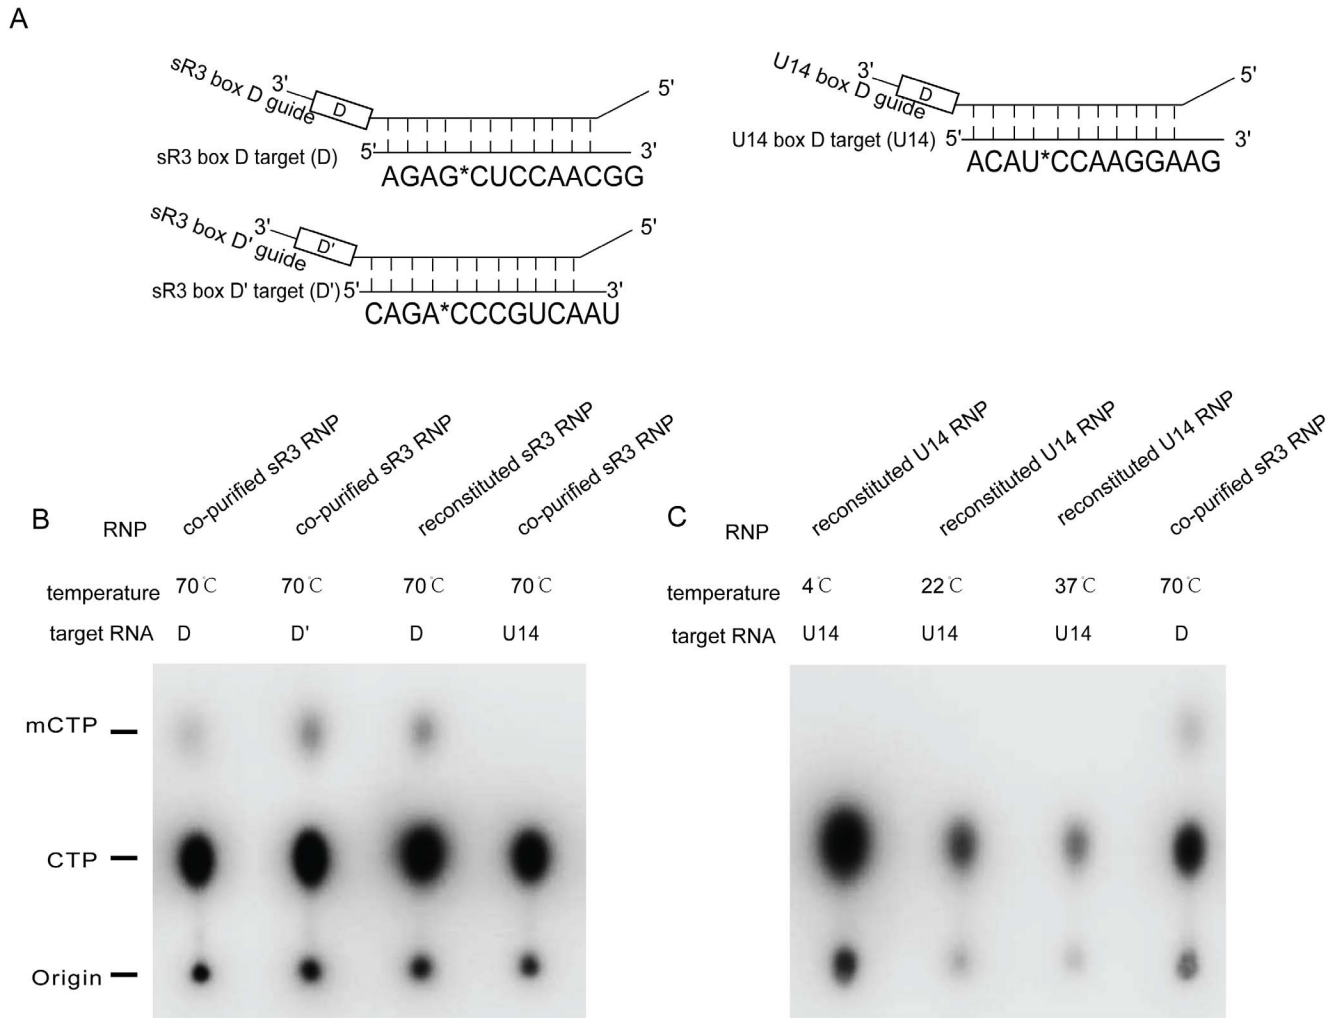 A
sR3 box D guide
3'
D
5'
sR3 box D target (D)
5'
3'
AGAG*CUCCAACGG
U14 box D guide
3'
D
5'
U14 box D target (U14)
5'
3'
ACAU*CCAAGGAAG
sR3 box D' guide
3'
D'
5'
sR3 box D' target (D')
5'
3'
CAGA*CCCGUCAAU
B
RNP
co-purified sR3 RNP
co-purified sR3 RNP
reconstituted sR3 RNP
co-purified sR3 RNP
temperature 70℃ 70℃ 70℃ 70℃
target RNA D D' D U14
mCTP
CTP
Origin
C
RNP
reconstituted U14 RNP
reconstituted U14 RNP
reconstituted U14 RNP
co-purified sR3 RNP
temperature 4℃ 22℃ 37℃ 70℃
target RNA U14 U14 U14 D